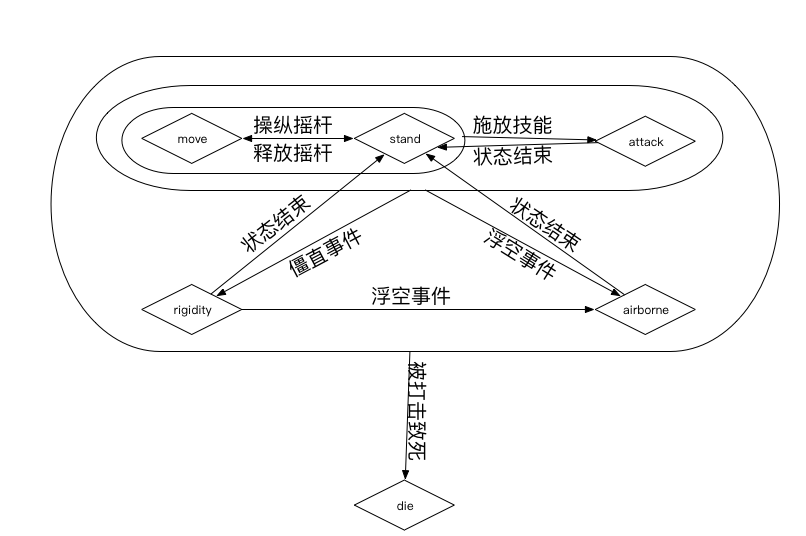 操纵摇杆
施放技能
move
stand
attack
释放摇杆
状态结束
状态结束
状态结束
僵直事件
浮空事件
浮空事件
rigidity
airborne
被打击致死
die